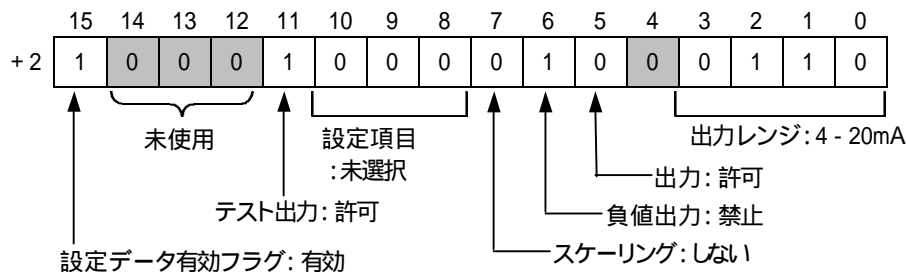 15 14 13 12 11 10 9 8 7 6 5 4 3 2 1 0
+2 1 0 0 0 1 0 0 0 0 1 0 0 0 1 1 0
未使用
設定項目
:未選択
出力レンジ:4 - 20mA
出力:許可
テスト出力:許可
負値出力:禁止
スケーリング:しない
設定データ有効フラグ:有効